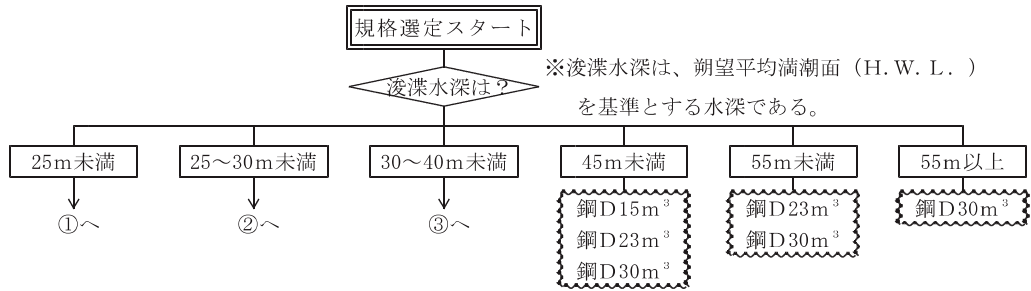 規格選定スタート
浚渫水深は？
※浚渫水深は、朔望平均満潮面（H.W.L.）
を基準とする水深である。
25m未満
25～30m未満
30～40m未満
45m未満
55m未満
55m以上
①へ
②へ
③へ
鋼D15m³
鋼D23m³
鋼D30m³
鋼D23m³
鋼D30m³
鋼D30m³